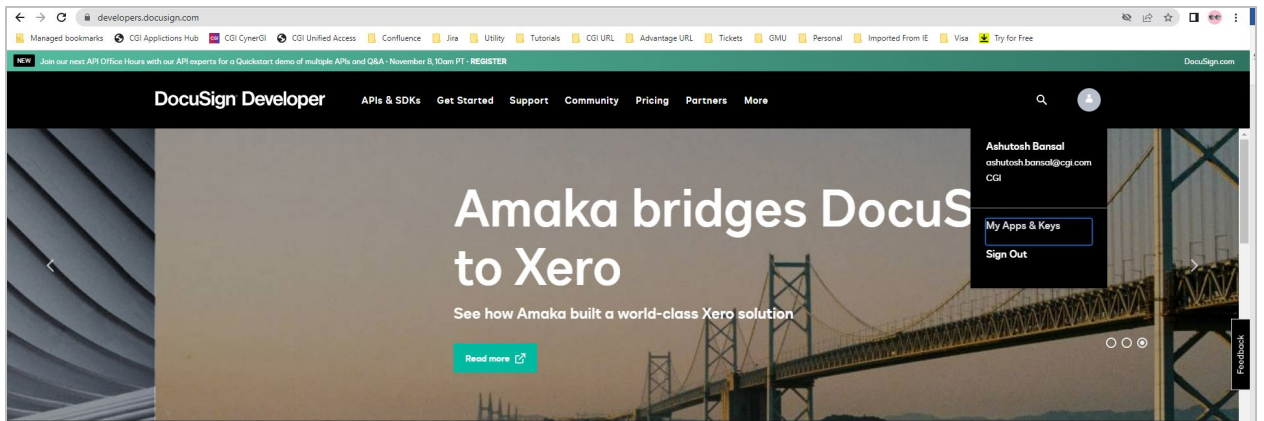 developers.docusign.com
Managed bookmarks CGI Applictions Hub CGI CGI CynerGI CGI Unified Access Confluence Jira Utility Tutorials CGI URL Advantage URL Tickets GMU Personal Imported From IE Visa Try for Free
NEW Join our next API Office Hours with our API experts for a Quickstart demo of multiple APIs and Q&A - November 8, 10am PT - REGISTER DocuSign.com
DocuSign Developer APIs & SDKs Get Started Support Community Pricing Partners More
Ashutosh Bansal
ashutosh.bansal@cgi.com
CGI
Amaka bridges DocuS
My Apps & Keys
Sign Out
to Xero
See how Amaka built a world-class Xero solution
Read more
Feedback